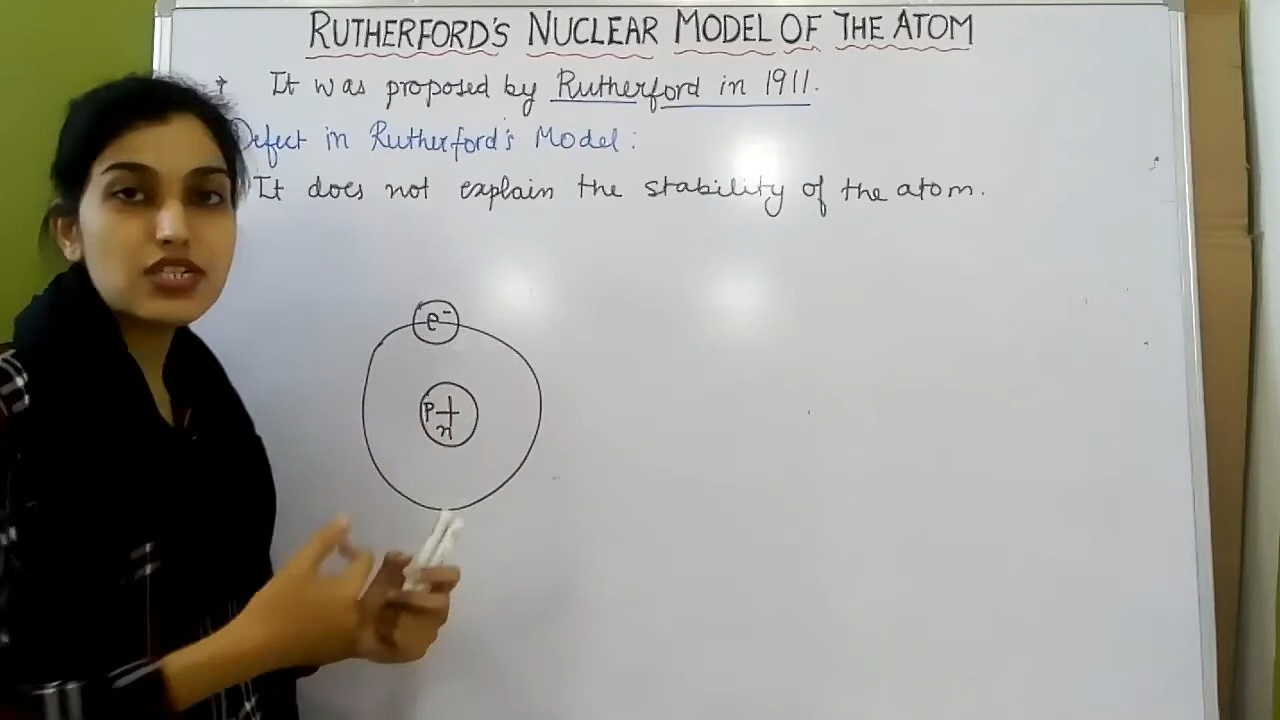 RUTHERFORD'S NUCLEAR MODEL OF THE ATOM
It was proposed by Rutherford in 1911.
Defect in Rutherford's Model:
It does not explain the stability of the atom.
e⁻
P +
n